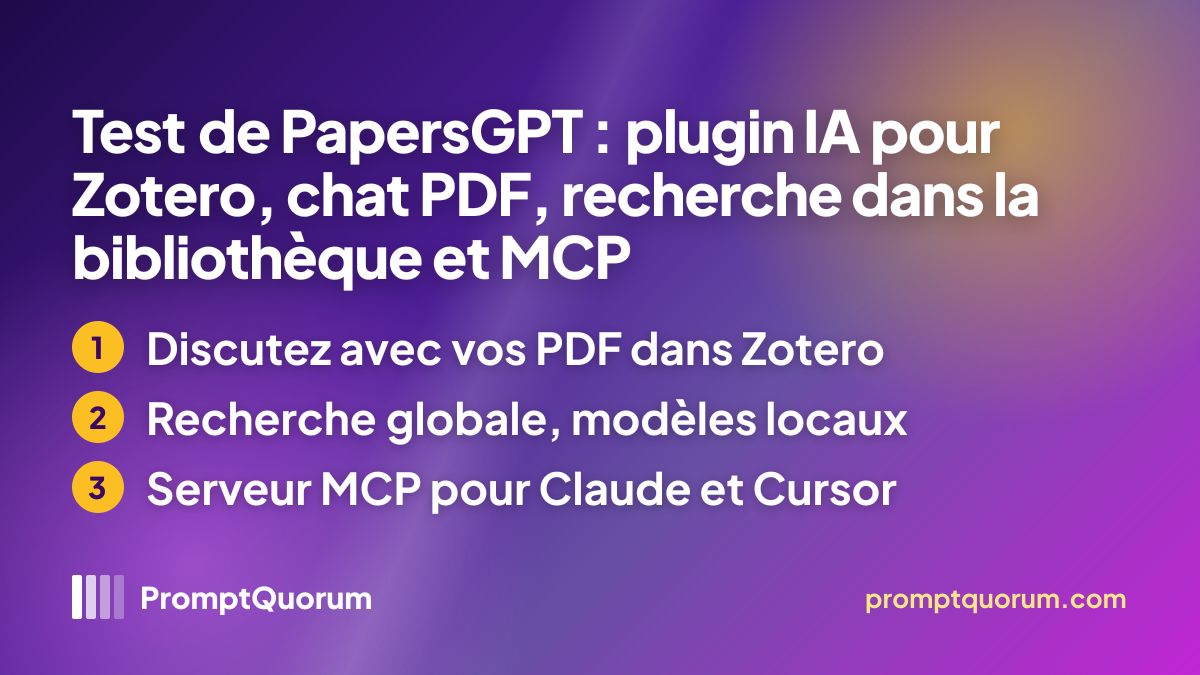 Test de PapersGPT : plugin IA pour
Zotero, chat PDF, recherche dans la
bibliothèque et MCP
1 Discutez avec vos PDF dans Zotero
2 Recherche globale, modèles locaux
3 Serveur MCP pour Claude et Cursor
PromptQuorum
promptquorum.com